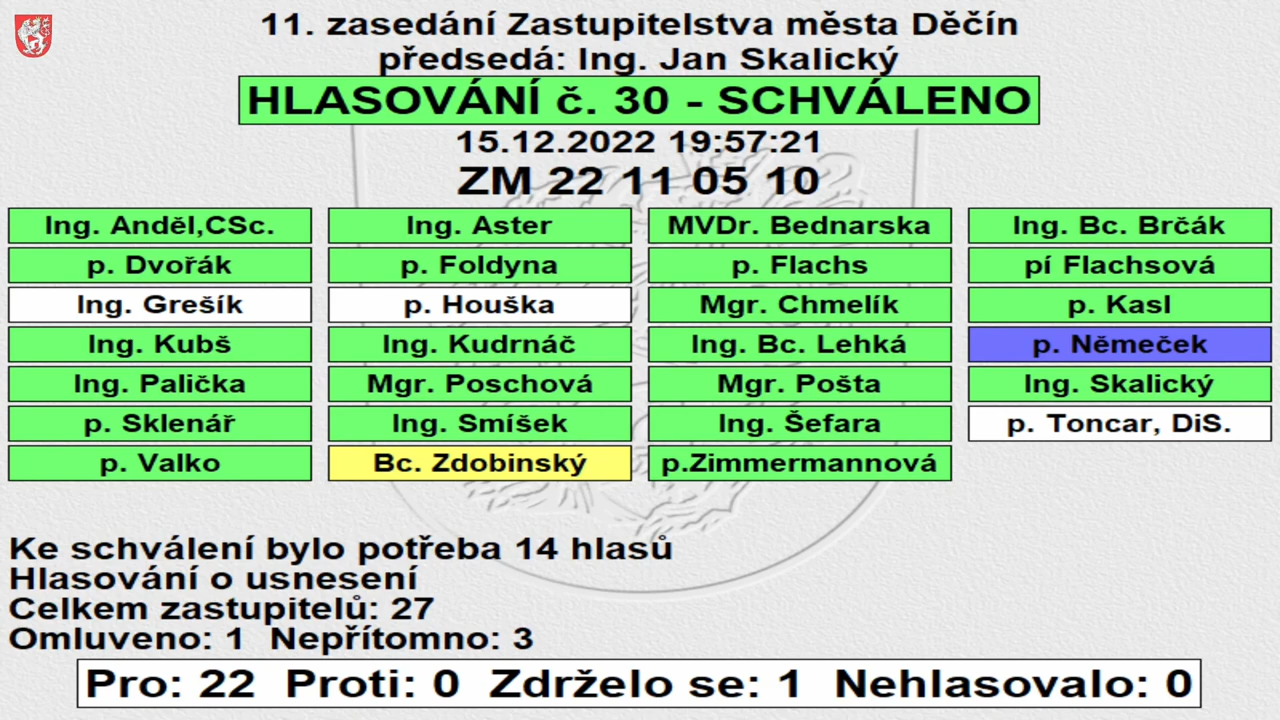 11. zasedání Zastupitelstva města Děčín
předsedá: Ing. Jan Skalický
HLASOVÁNÍ č. 30 - SCHVÁLENO
15.12.2022 19:57:21
ZM 22 11 05 10
Ing. Anděl,CSc. Ing. Aster MVDr. Bednarska Ing. Bc. Brčák
p. Dvořák p. Foldyna p. Flachs pí Flachsová
Ing. Grešík p. Houška Mgr. Chmelík p. Kasl
Ing. Kubš Ing. Kudrnáč Ing. Bc. Lehká p. Němeček
Ing. Palička Mgr. Poschová Mgr. Pošta Ing. Skalický
p. Sklenář Ing. Smíšek Ing. Šefara p. Toncar, DiS.
p. Valko Bc. Zdobinský p.Zimmermannová
Ke schválení bylo potřeba 14 hlasů
Hlasování o usnesení
Celkem zastupitelů: 27
Omluveno: 1 Nepřítomno: 3
Pro: 22 Proti: 0 Zdrželo se: 1 Nehlasovalo: 0